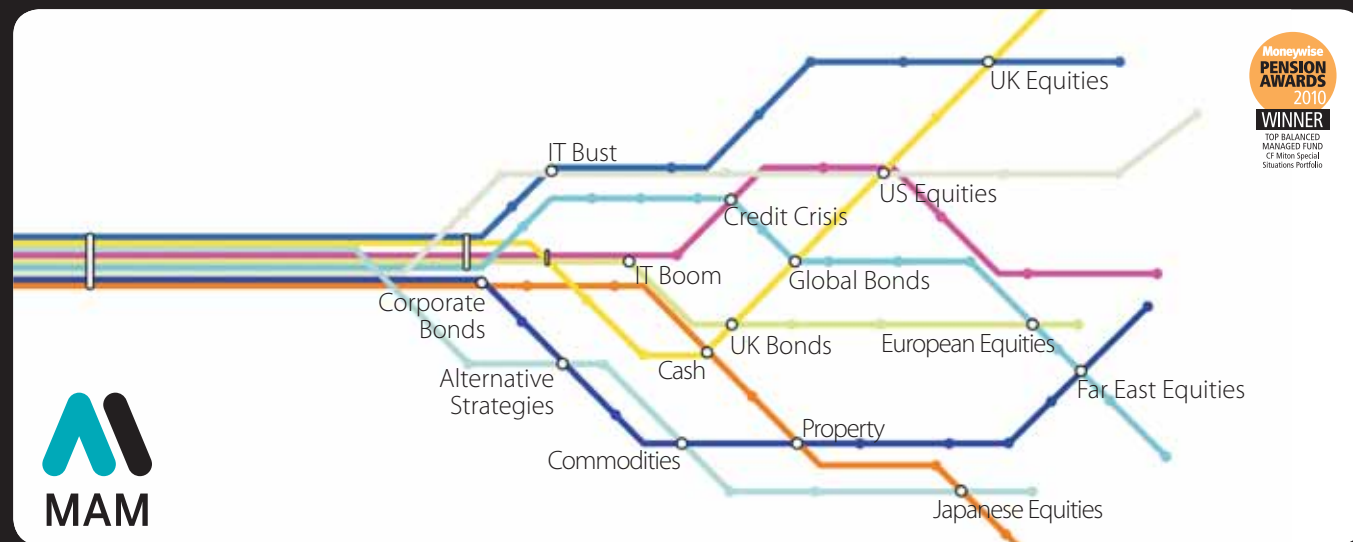 Moneywise
PENSION
AWARDS
2010
WINNER
TOP BALANCED
MANAGED FUND
CF Miton Special
Situations Portfolio
UK Equities
IT Bust
US Equities
Credit Crisis
IT Boom
Global Bonds
Corporate
Bonds
UK Bonds
European Equities
Cash
Alternative
Strategies
Far East Equities
Property
Commodities
Japanese Equities
MAM